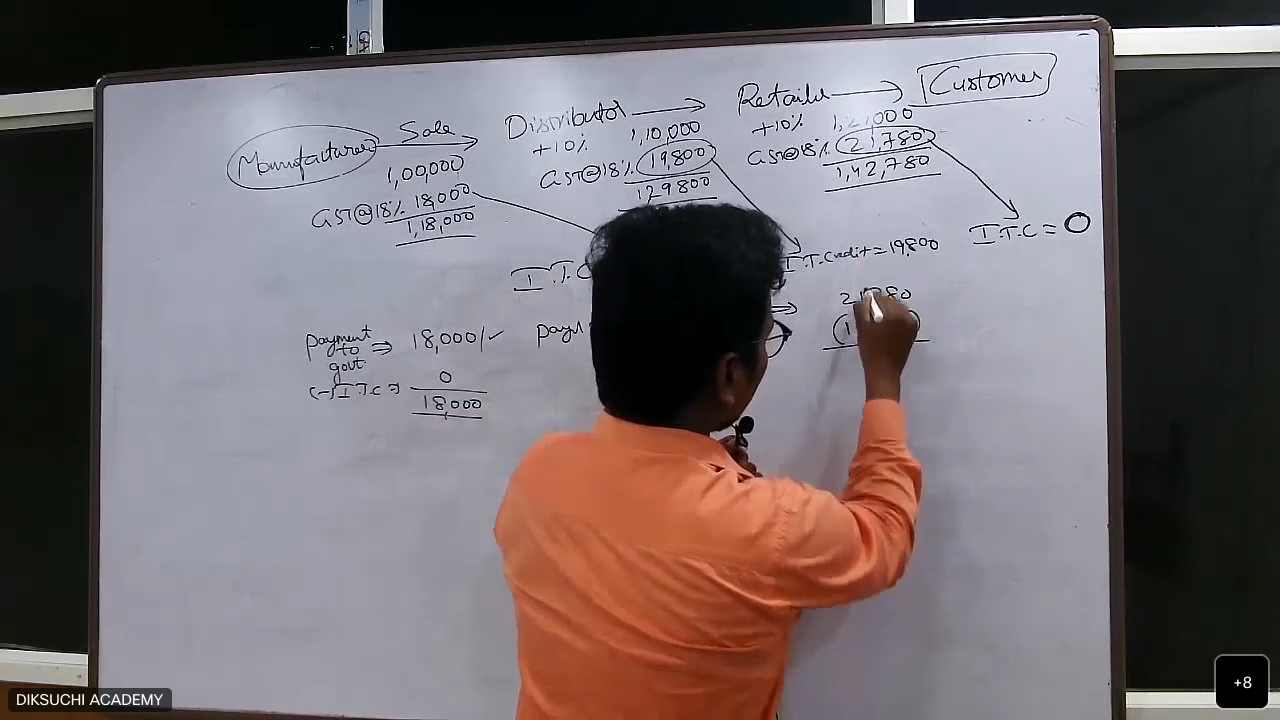 Manufacturer
Sale
1,00,000
GST@18% 18,000
1,18,000
Distributor
+10% 1,10,000
GST@18% 19,800
129800
Retailer
+10% 1,21,000
GST@18% 21,780
1,42,780
Customer
I.T.C
I.T.Credit = 19,800
I.T.C = 0
payment to govt ⇒ 18,000/- ✓
(-) I.T.C ⇒ 0
18,000
DIKSUCHI ACADEMY
+8